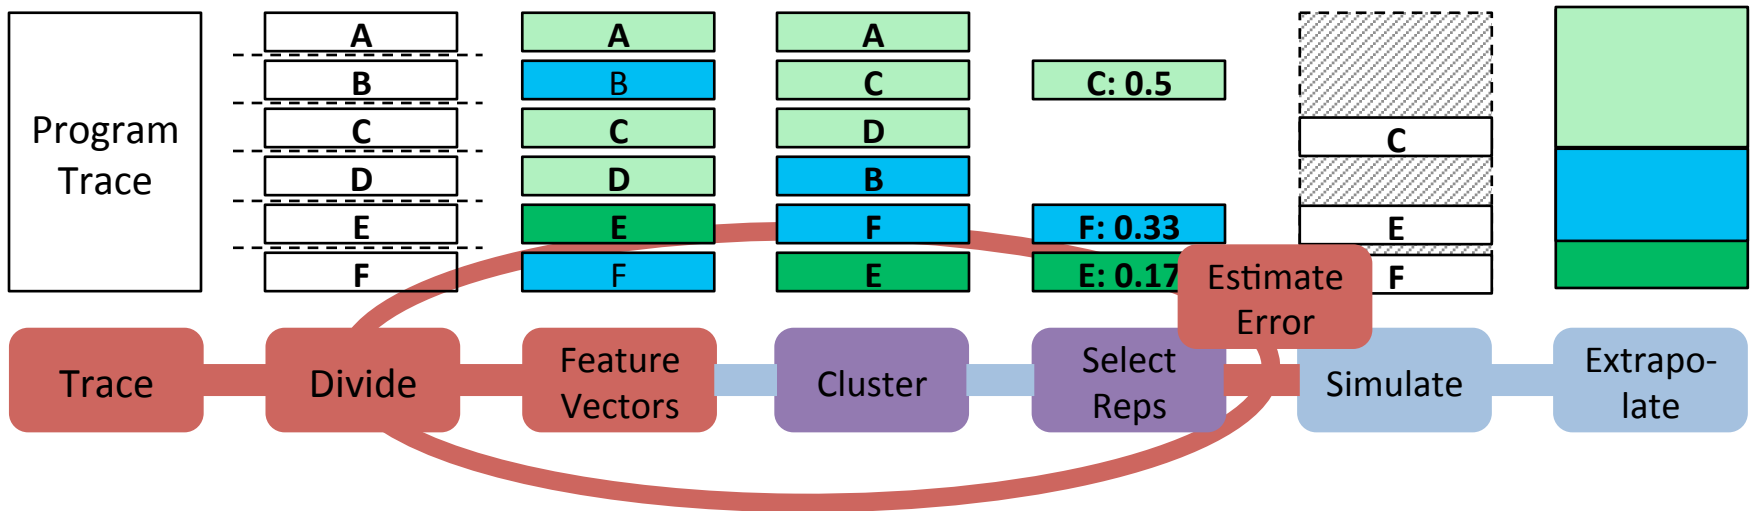 Program
Trace
A
B
C
D
E
F
A
B
C
D
E
F
A
C
D
B
F
E
C: 0.5
F: 0.33
E: 0.17
C
E
F
Estimate
Error
Trace
Divide
Feature
Vectors
Cluster
Select
Reps
Simulate
Extrapo-
late